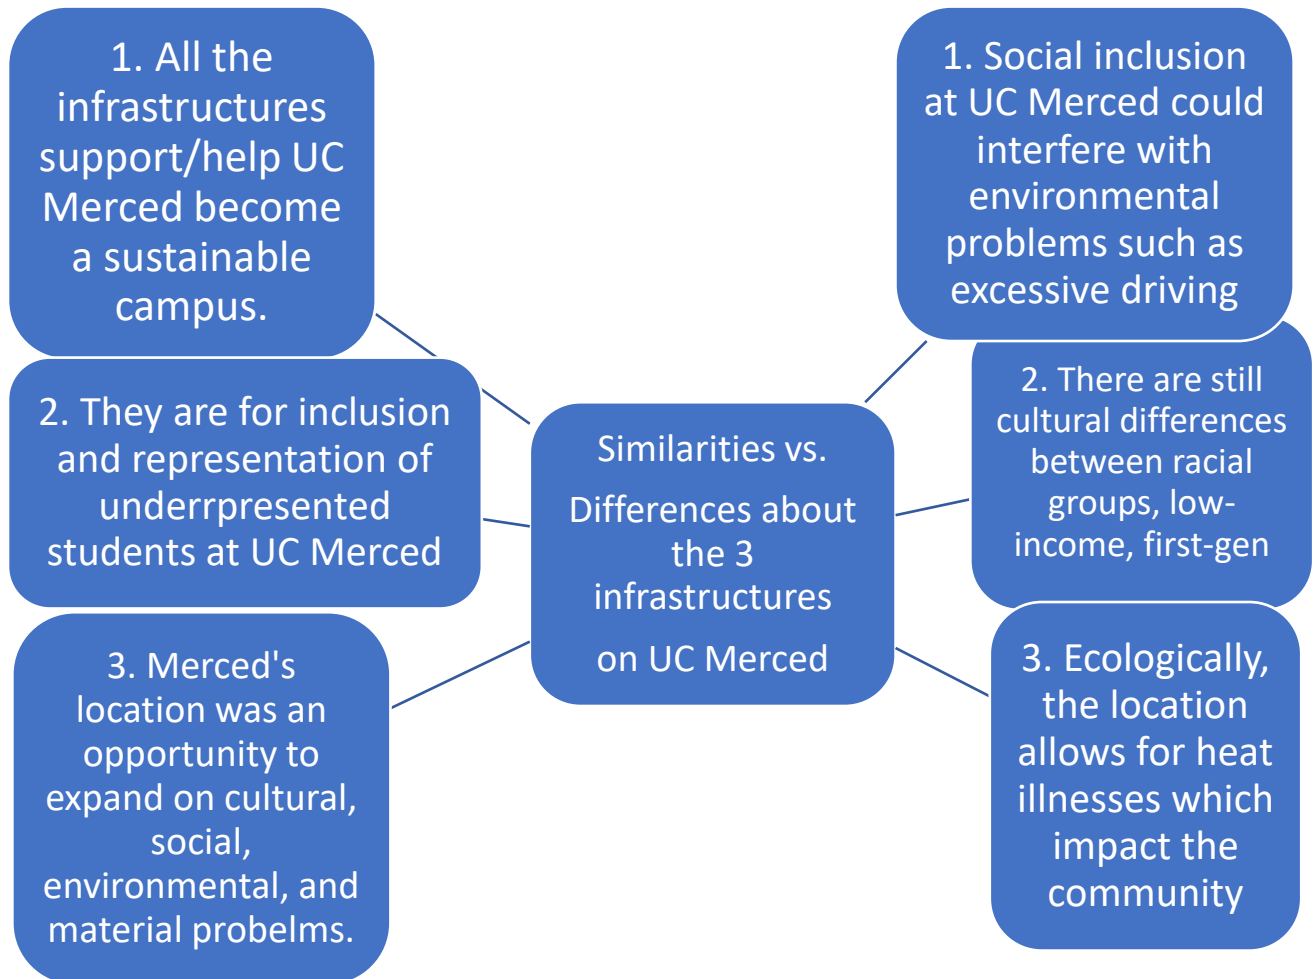 1. All the
infrastructures
support/help UC
Merced become
a sustainable
campus.
2. They are for inclusion
and representation of
underrpresented
students at UC Merced
3. Merced's
location was an
opportunity to
expand on cultural,
social,
environmental, and
material probelms.
Similarities vs.
Differences about
the 3
infrastructures
on UC Merced
1. Social inclusion
at UC Merced could
interfere with
environmental
problems such as
excessive driving
2. There are still
cultural differences
between racial
groups, low-
income, first-gen
3. Ecologically,
the location
allows for heat
illnesses which
impact the
community